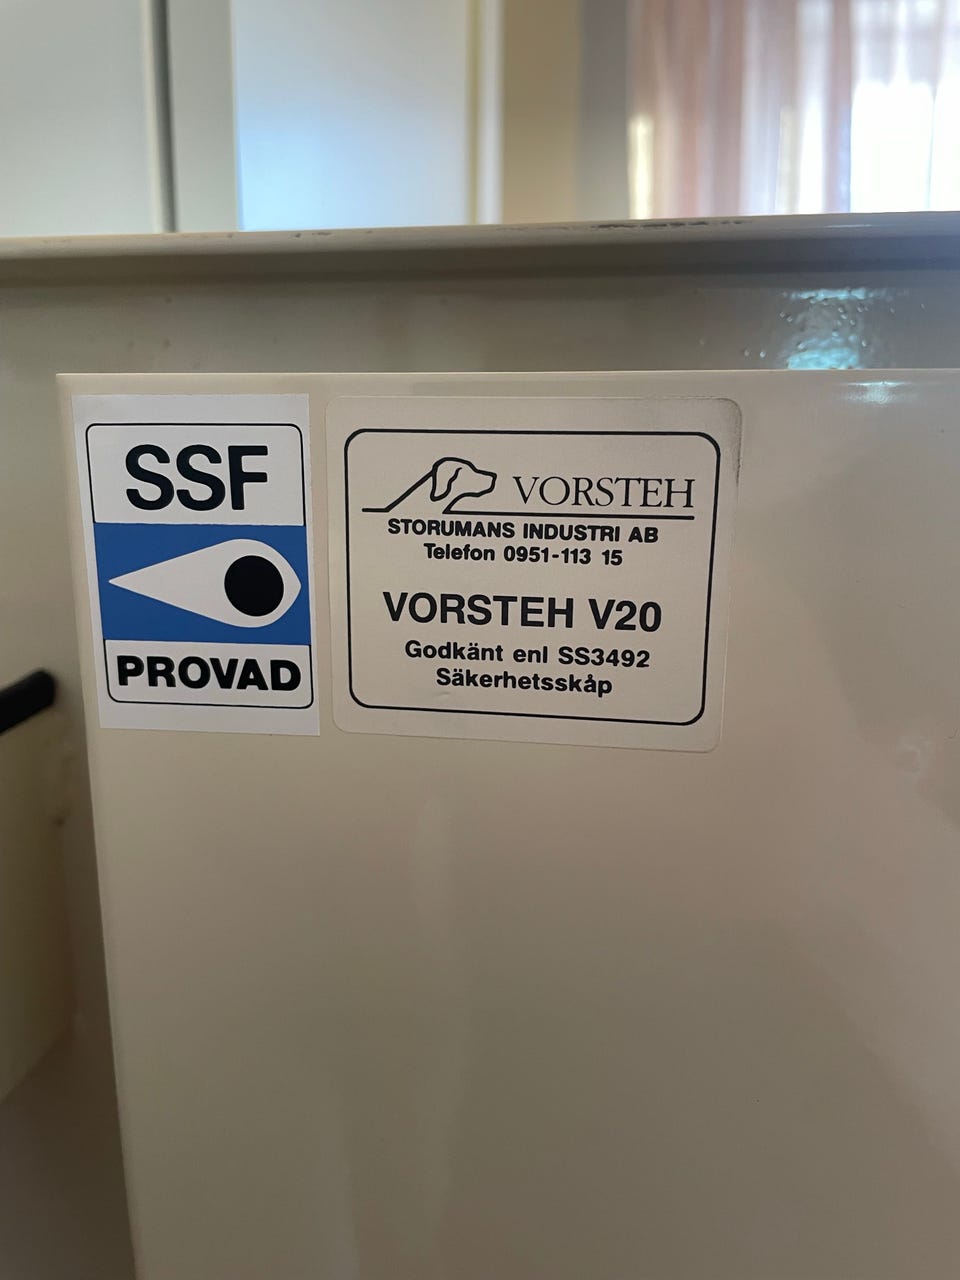 SSF
PROVAD
VORSTEH
STORUMANS INDUSTRI AB
Telefon 0951-113 15
VORSTEH V20
Godkänt enl SS3492
Säkerhetsskåp